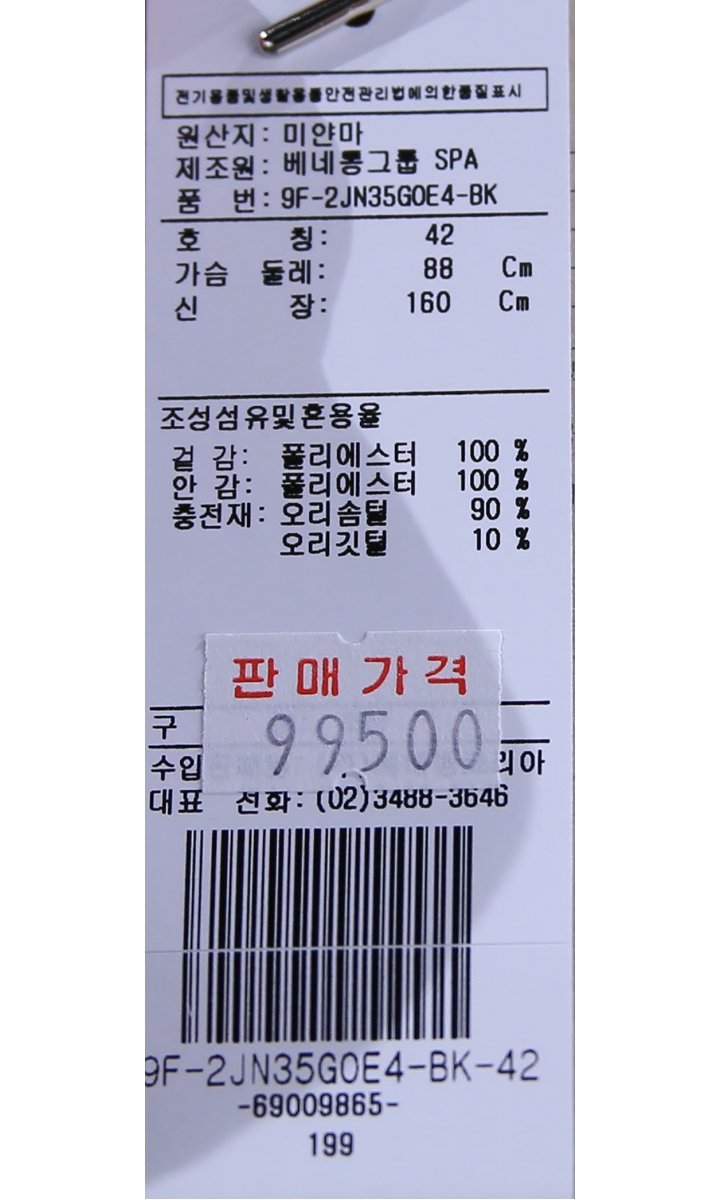 전기용품및생활용품안전관리법에의한품질표시
원산지: 미얀마
제조원: 베네통그룹 SPA
품 번: 9F-2JN35GOE4-BK
호 칭: 42
가슴 둘레: 88 Cm
신 장: 160 Cm
조성섬유및혼용율
겉 감: 폴리에스터 100 %
안 감: 폴리에스터 100 %
충전재: 오리솜털 90 %
오리깃털 10 %
판매가격
99500
구
수입 리아
대표 전화: (02)3488-3646
9F-2JN35GOE4-BK-42
-69009865-
199